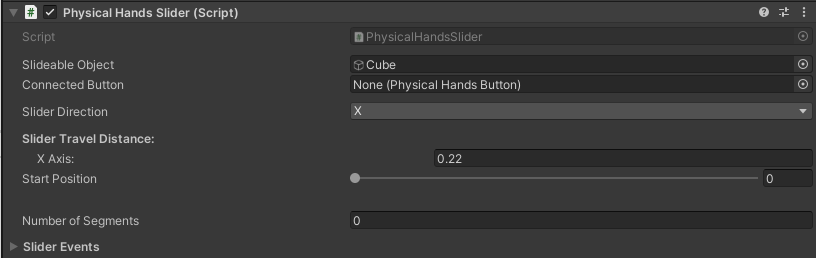 Physical Hands Slider (Script)
Script PhysicalHandsSlider
Slideable Object Cube
Connected Button None (Physical Hands Button)
Slider Direction X
Slider Travel Distance:
X Axis: 0.22
Start Position 0
Number of Segments 0
Slider Events